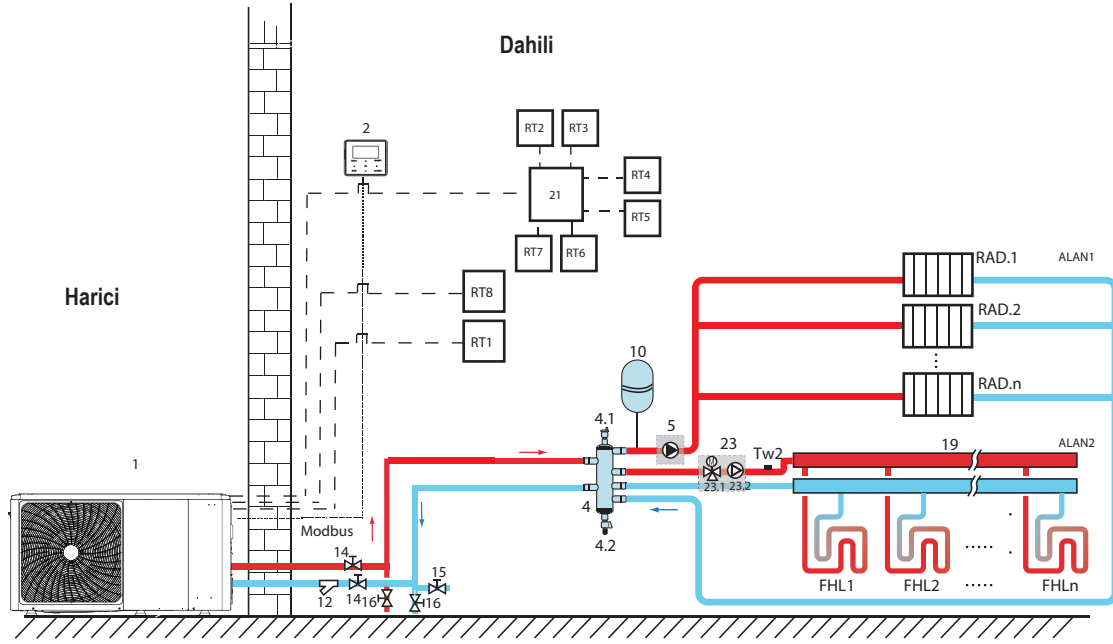 Dahili
2
RT2
RT3
RT4
21
RT5
RT7
RT6
Harici
RT8
RT1
RAD.1
ALAN1
RAD.2
RAD.n
10
4.1
5
23
Tw2
19
ALAN2
23.1
23.2
4
4.2
1
Modbus
14
15
12
14
16
16
FHL1
FHL2
FHLn